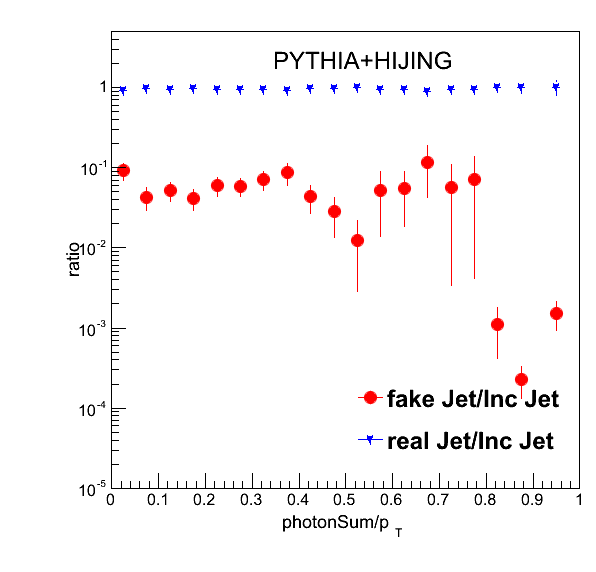 PYTHIA+HIJING
1
10-1
10-2
10-3
10-4
10-5
ratio
fake Jet/Inc Jet
real Jet/Inc Jet
0 0.1 0.2 0.3 0.4 0.5 0.6 0.7 0.8 0.9 1
photonSum/p T